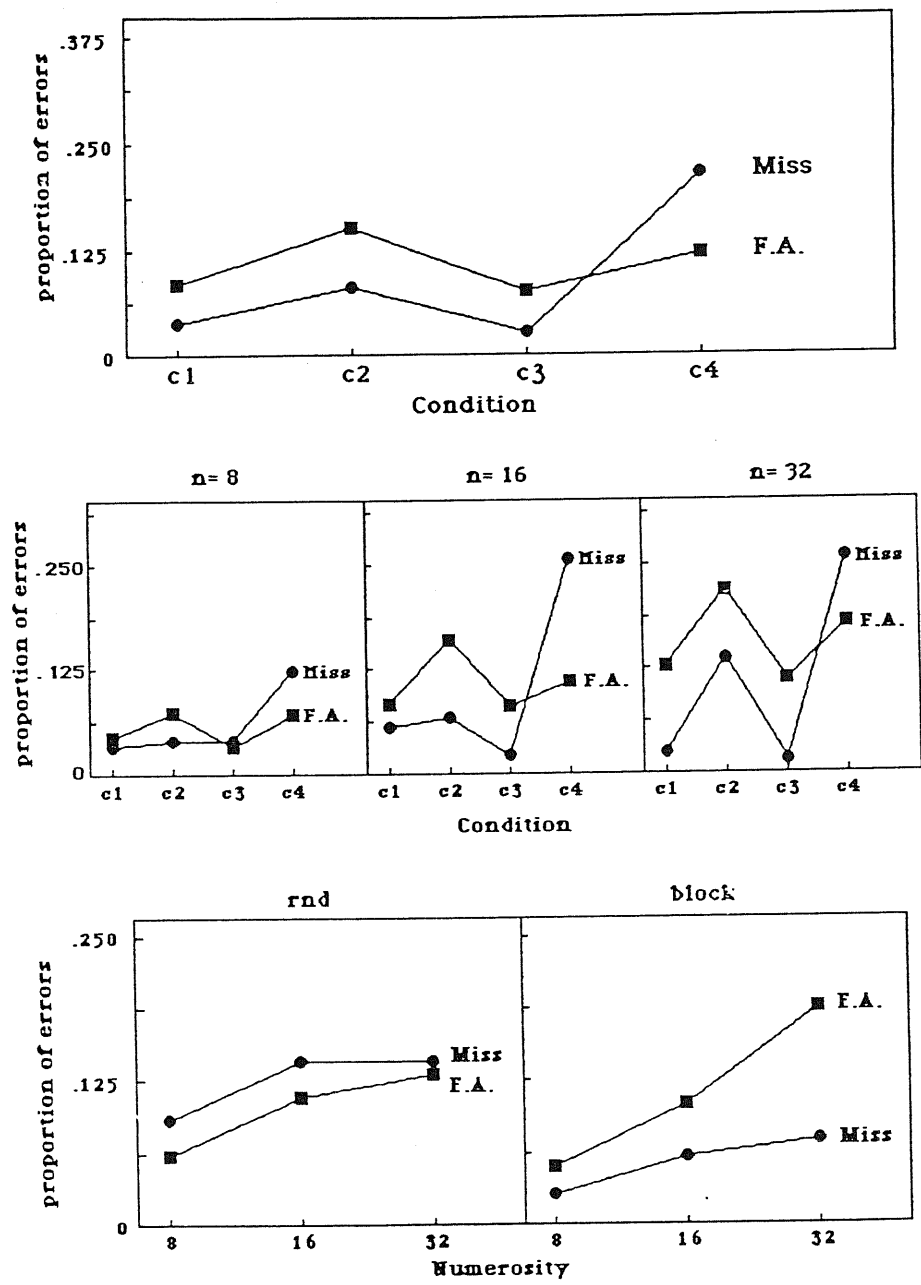 proportion of errors
.375
.250
.125
0
Miss
F.A.
c1 c2 c3 c4
Condition
n= 8 n= 16 n= 32
proportion of errors
.250
.125
0
Miss
F.A.
Miss
F.A.
Miss
F.A.
c1 c2 c3 c4 c1 c2 c3 c4 c1 c2 c3 c4
Condition
rnd block
proportion of errors
.250
.125
0
Miss
F.A.
F.A.
Miss
8 16 32 8 16 32
Numerosity